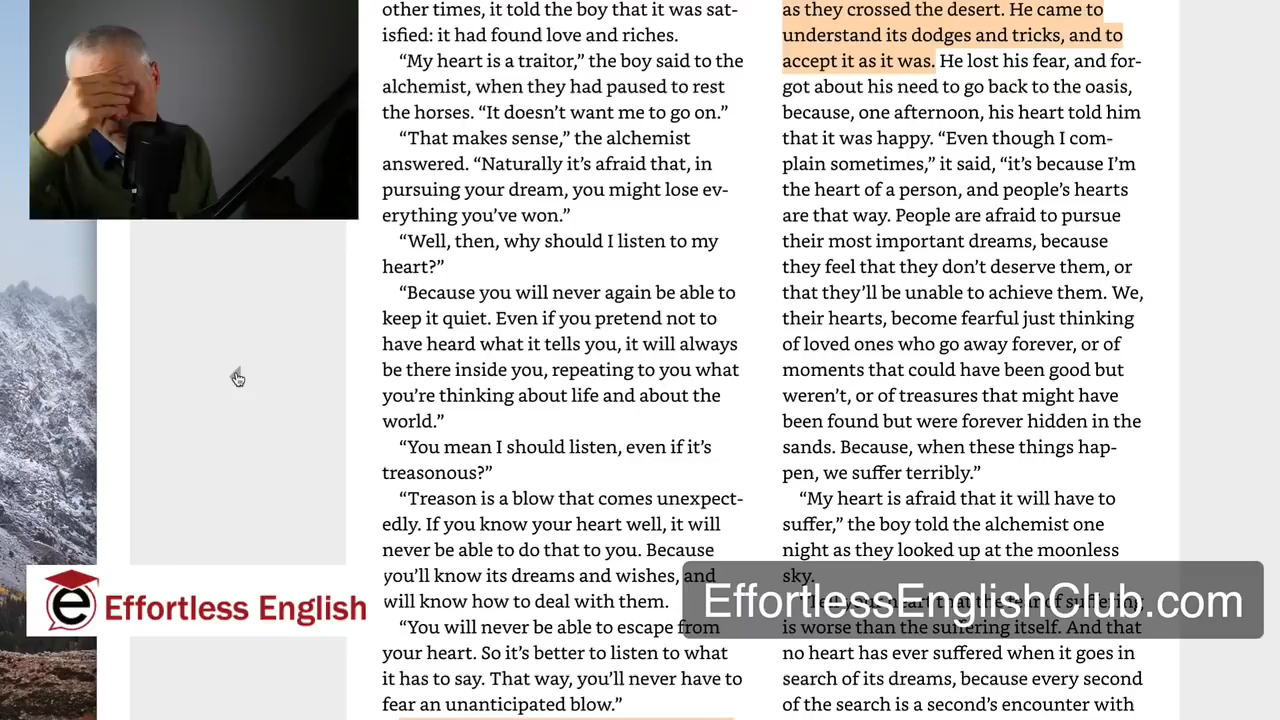 other times, it told the boy that it was sat-
isfied: it had found love and riches.
“My heart is a traitor,” the boy said to the
alchemist, when they had paused to rest
the horses. “It doesn’t want me to go on.”
“That makes sense,” the alchemist
answered. “Naturally it’s afraid that, in
pursuing your dream, you might lose ev-
erything you’ve won.”
“Well, then, why should I listen to my
heart?”
“Because you will never again be able to
keep it quiet. Even if you pretend not to
have heard what it tells you, it will always
be there inside you, repeating to you what
you’re thinking about life and about the
world.”
“You mean I should listen, even if it’s
treasonous?”
“Treason is a blow that comes unexpect-
edly. If you know your heart well, it will
never be able to do that to you. Because
you’ll know its dreams and wishes, and
will know how to deal with them.
“You will never be able to escape from
your heart. So it’s better to listen to what
it has to say. That way, you’ll never have to
fear an unanticipated blow.”
as they crossed the desert. He came to
understand its dodges and tricks, and to
accept it as it was. He lost his fear, and for-
got about his need to go back to the oasis,
because, one afternoon, his heart told him
that it was happy. “Even though I com-
plain sometimes,” it said, “it’s because I’m
the heart of a person, and people’s hearts
are that way. People are afraid to pursue
their most important dreams, because
they feel that they don’t deserve them, or
that they’ll be unable to achieve them. We,
their hearts, become fearful just thinking
of loved ones who go away forever, or of
moments that could have been good but
weren’t, or of treasures that might have
been found but were forever hidden in the
sands. Because, when these things hap-
pen, we suffer terribly.”
“My heart is afraid that it will have to
suffer,” the boy told the alchemist one
night as they looked up at the moonless
sky.
“Tell your heart that the fear of suffering
is worse than the suffering itself. And that
no heart has ever suffered when it goes in
search of its dreams, because every second
of the search is a second’s encounter with
Effortless English
EffortlessEnglishClub.com